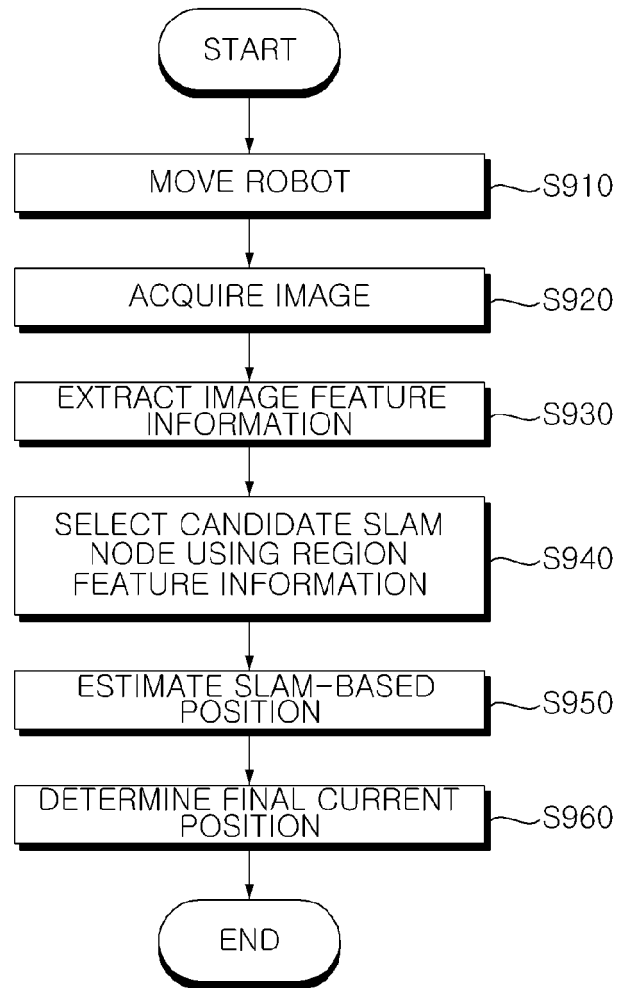 START
MOVE ROBOT
S910
ACQUIRE IMAGE
S920
EXTRACT IMAGE FEATURE
INFORMATION
S930
SELECT CANDIDATE SLAM
NODE USING REGION
FEATURE INFORMATION
S940
ESTIMATE SLAM-BASED
POSITION
S950
DETERMINE FINAL CURRENT
POSITION
S960
END